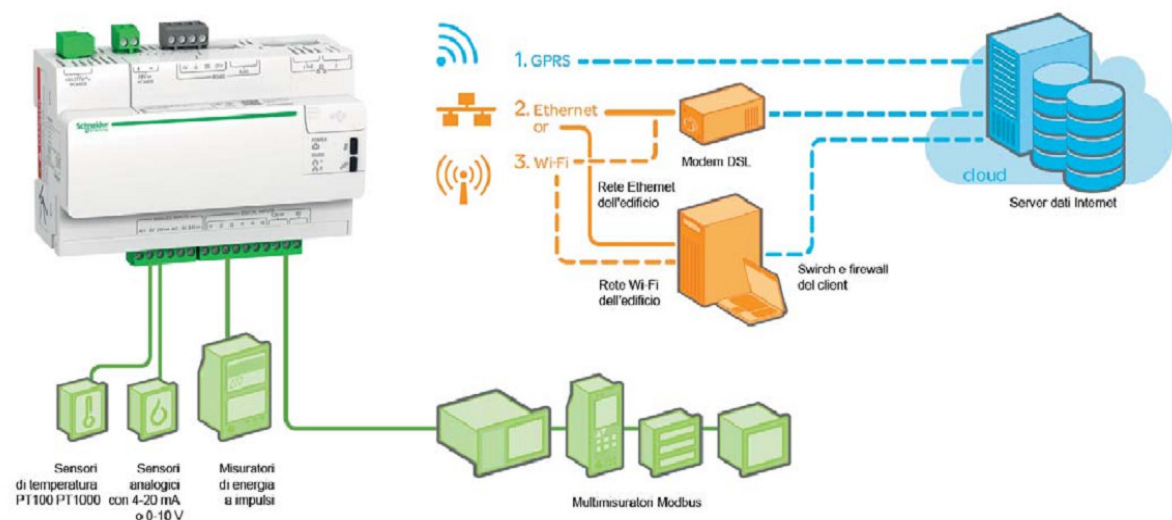 Schneider
1. GPRS
2. Ethernet
or
3. Wi-Fi
Modem DSL
Rete Ethernet
dell'edificio
Rete Wi-Fi
dell'edificio
Switch e firewall
del client
cloud
Server dati Internet
Sensori
di temperatura
PT100 PT1000
Sensori
analogici
con 4-20 mA
o 0-10 V
Misuratori
di energia
a impulsi
Multimisuratori Modbus